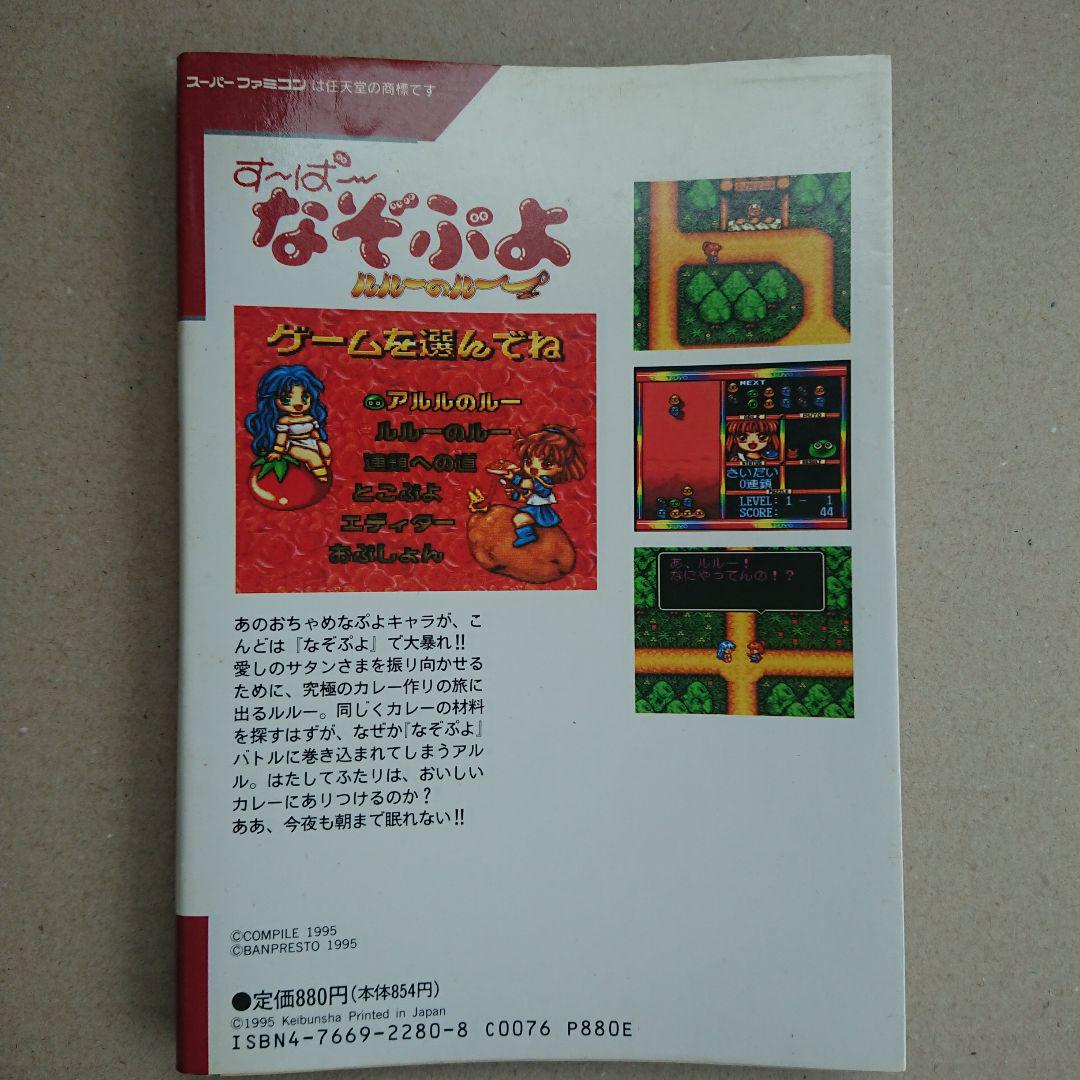 スーパーファミコンは任天堂の商標です
す〜ぱ〜
なぞぷよ
ルルーのルー
ゲームを選んでね
アルルのルー
ルルーのルー
連鎖への道
とこぷよ
エディター
おぷしょん
PUYO PUYO
NEXT
RULE PUYO
STATUS RESULT
さいだい
0連鎖
PUZZLE
LEVEL: 1 - 1
SCORE: 44
PUYO PUYO
あ、ルルー!
なにやってんの!?
あのおちゃめなぷよキャラが、こ
んどは『なぞぷよ』で大暴れ!!
愛しのサタンさまを振り向かせる
ために、究極のカレー作りの旅に
出るルルー。同じくカレーの材料
を探すはずが、なぜか『なぞぷよ』
バトルに巻き込まれてしまうアル
ル。はたしてふたりは、おいしい
カレーにありつけるのか?
ああ、今夜も朝まで眠れない!!
©COMPILE 1995
©BANPRESTO 1995
●定価880円(本体854円)
©1995 Keibunsha Printed in Japan
ISBN4-7669-2280-8 C0076 P880E